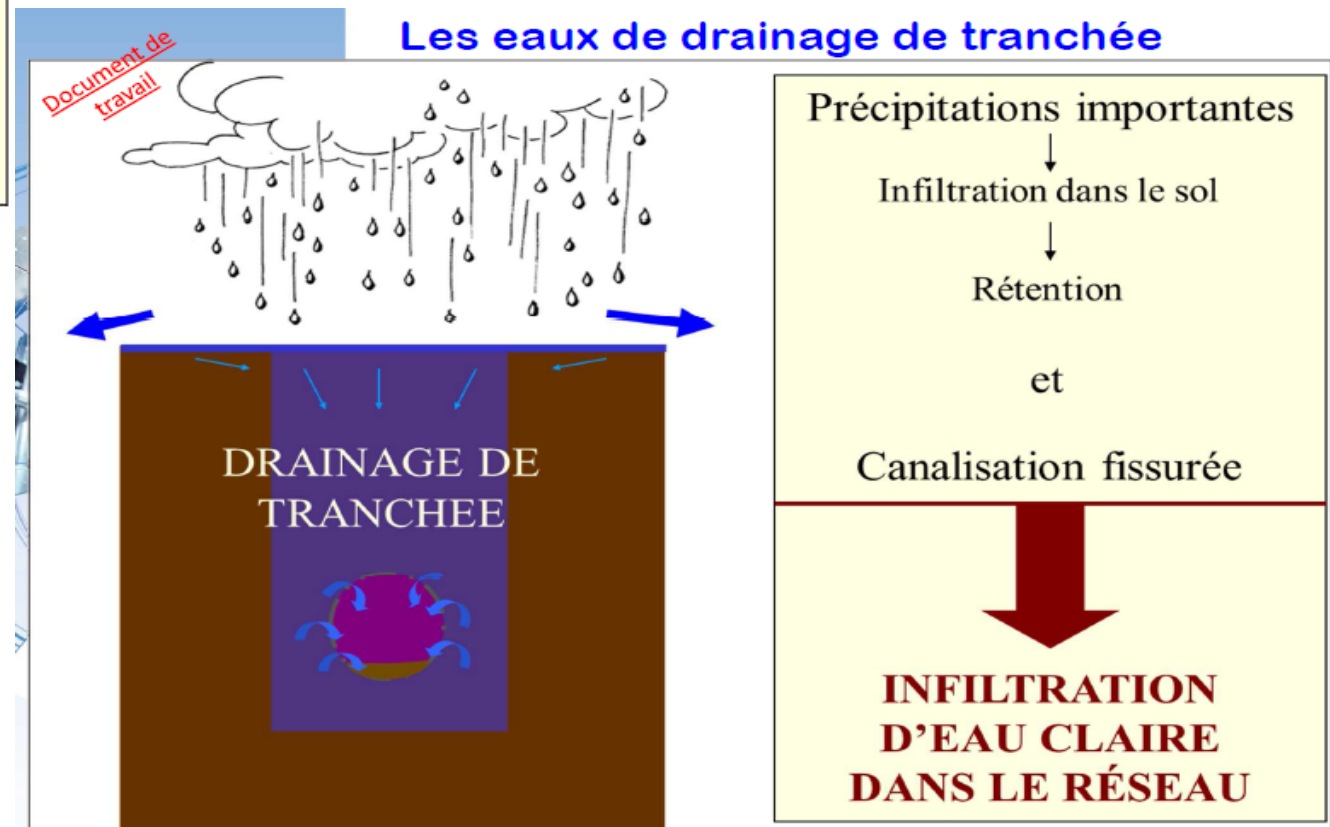 Les eaux de drainage de tranchée
Document de
travail
DRAINAGE DE
TRANCHEE
Précipitations importantes
Infiltration dans le sol
Rétention
et
Canalisation fissurée
INFILTRATION
D'EAU CLAIRE
DANS LE RÉSEAU